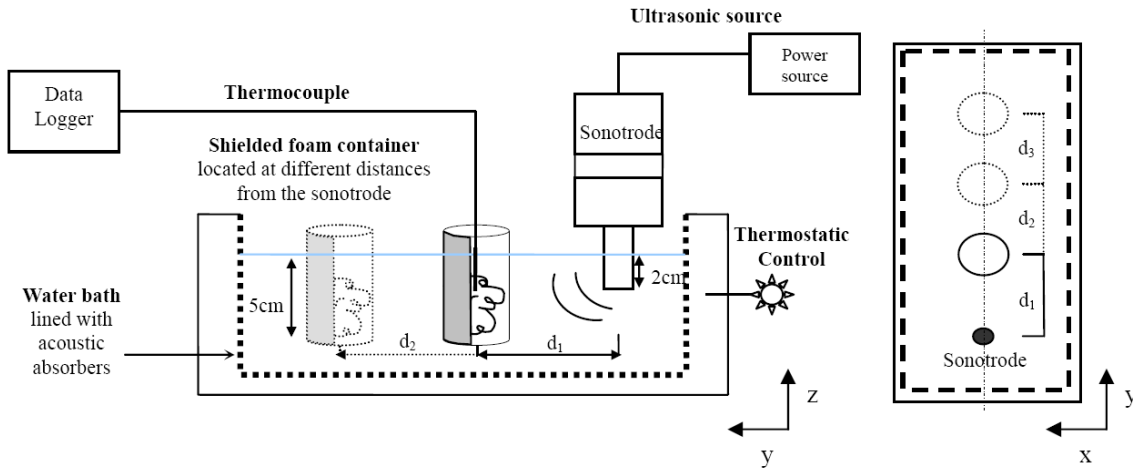 Ultrasonic source
Power
source
Data
Logger
Thermocouple
Sonotrode
Shielded foam container
located at different distances
from the sonotrode
Thermostatic
Control
Water bath
lined with
acoustic
absorbers
5cm
2cm
d2
d1
z
y
d3
d2
d1
Sonotrode
y
x